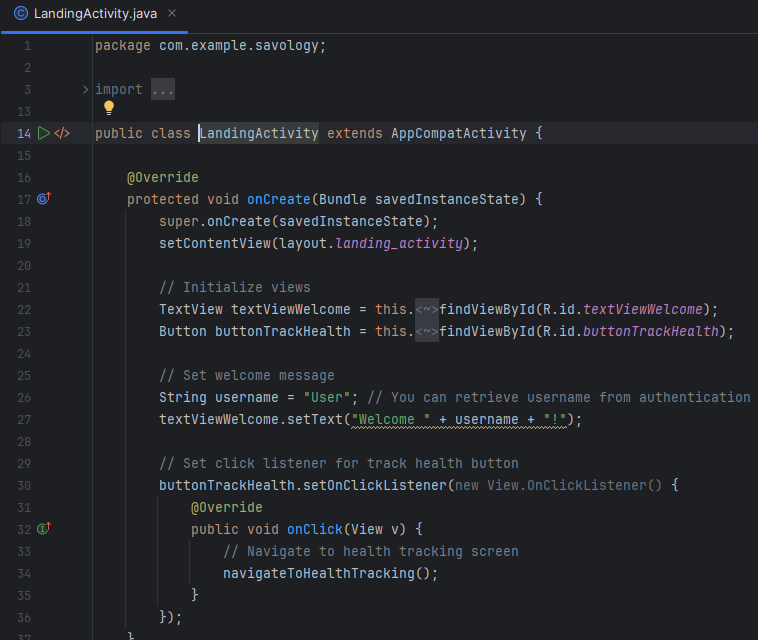 LandingActivity.java
1 package com.example.savology;
2
3 import ...
13
14 public class LandingActivity extends AppCompatActivity {
15
16     @Override
17     protected void onCreate(Bundle savedInstanceState) {
18         super.onCreate(savedInstanceState);
19         setContentView(layout.landing_activity);
20
21         // Initialize views
22         TextView textViewWelcome = this.<~>findViewById(R.id.textViewWelcome);
23         Button buttonTrackHealth = this.<~>findViewById(R.id.buttonTrackHealth);
24
25         // Set welcome message
26         String username = "User"; // You can retrieve username from authentication
27         textViewWelcome.setText("Welcome " + username + "!");
28
29         // Set click listener for track health button
30         buttonTrackHealth.setOnClickListener(new View.OnClickListener() {
31             @Override
32             public void onClick(View v) {
33                 // Navigate to health tracking screen
34                 navigateToHealthTracking();
35             }
36         });
37     }